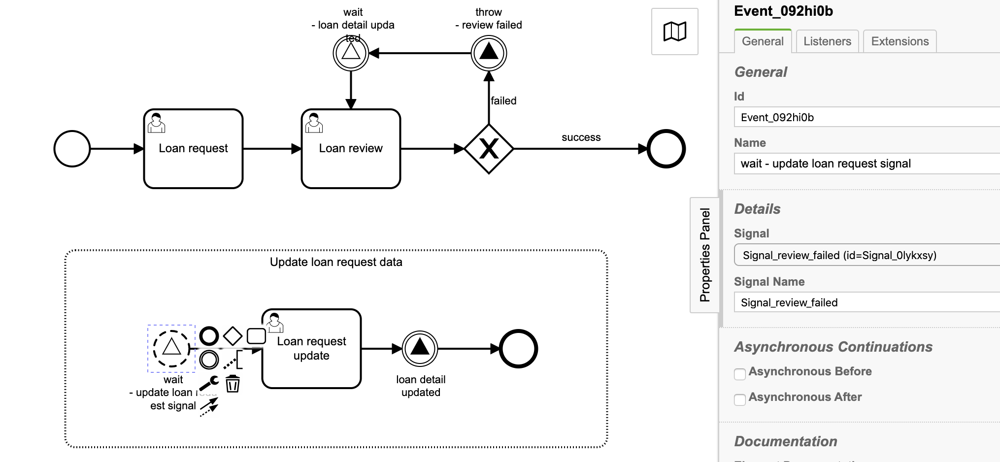 wait
- loan detail upda
ted
throw
- review failed
failed
Loan request
Loan review
X
success
Update loan request data
Loan request
update
wait
- update loan requ
est signal
loan detail
updated
Properties Panel
Event_092hi0b
General
Listeners
Extensions
General
Id
Event_092hi0b
Name
wait - update loan request signal
Details
Signal
Signal_review_failed (id=Signal_0lykxsy)
Signal Name
Signal_review_failed
Asynchronous Continuations
Asynchronous Before
Asynchronous After
Documentation